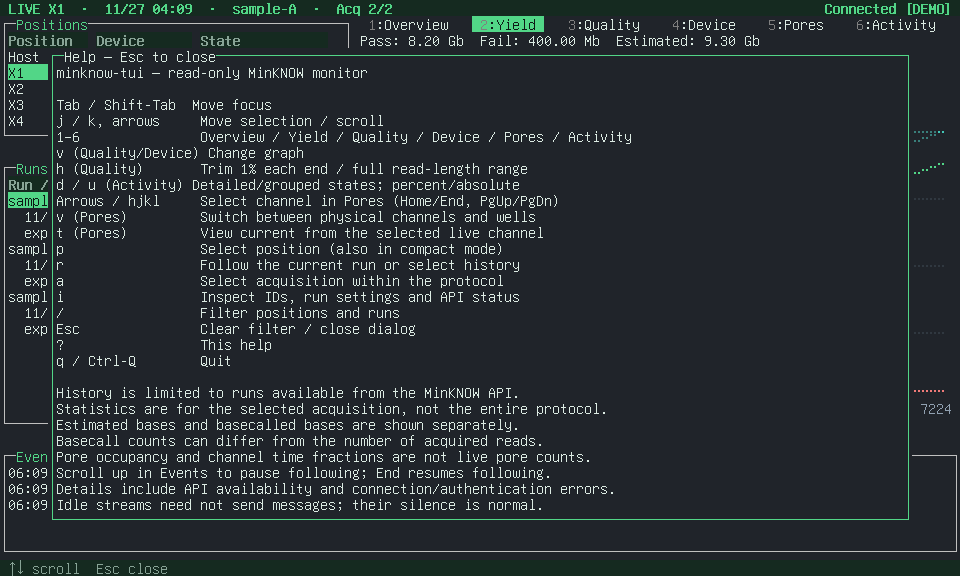 LIVE X1  ·  11/27 04:09  ·  sample-A  ·  Acq 2/2  Connected [DEMO]
Positions  1:Overview  2:Yield  3:Quality  4:Device  5:Pores  6:Activity
Position  Device  State  Pass: 8.20 Gb  Fail: 400.00 Mb  Estimated: 9.30 Gb
Host
X1
X2
X3
X4
Runs
Run /
sampl
11/
exp
sampl
11/
exp
sampl
11/
exp
Help — Esc to close
minknow-tui — read-only MinKNOW monitor
Tab / Shift-Tab  Move focus
j / k, arrows  Move selection / scroll
1-6  Overview / Yield / Quality / Device / Pores / Activity
v (Quality/Device) Change graph
h (Quality)  Trim 1% each end / full read-length range
d / u (Activity) Detailed/grouped states; percent/absolute
Arrows / hjkl  Select channel in Pores (Home/End, PgUp/PgDn)
v (Pores)  Switch between physical channels and wells
t (Pores)  View current from the selected live channel
p  Select position (also in compact mode)
r  Follow the current run or select history
a  Select acquisition within the protocol
i  Inspect IDs, run settings and API status
/  Filter positions and runs
Esc  Clear filter / close dialog
?  This help
q / Ctrl-Q  Quit
History is limited to runs available from the MinKNOW API.
Statistics are for the selected acquisition, not the entire protocol.
Estimated bases and basecalled bases are shown separately.
Basecall counts can differ from the number of acquired reads.
Pore occupancy and channel time fractions are not live pore counts.
Scroll up in Events to pause following; End resumes following.
Details include API availability and connection/authentication errors.
Idle streams need not send messages; their silence is normal.
7224
Even
06:09
06:09
06:09
↑↓ scroll  Esc close